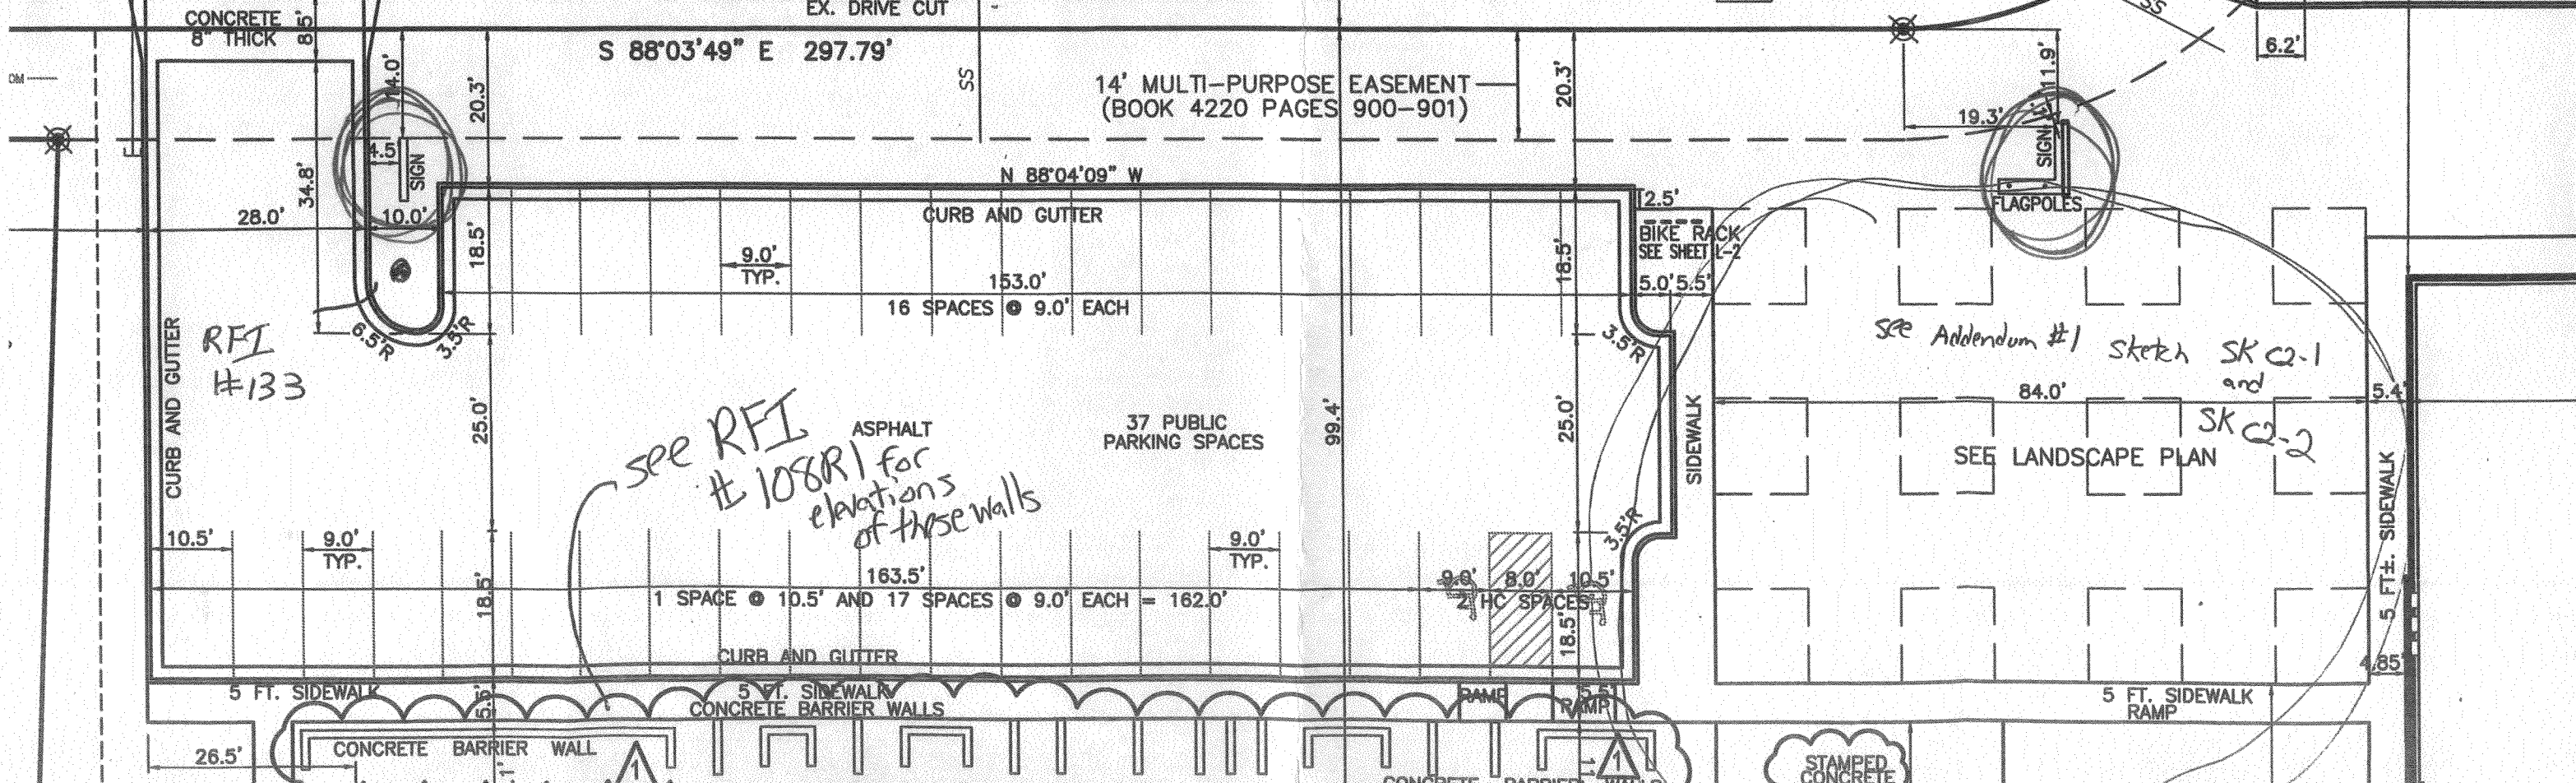 CONCRETE
8" THICK
8.5'
EX. DRIVE CUT
S 88°03'49" E 297.79'
SS
14' MULTI-PURPOSE EASEMENT
(BOOK 4220 PAGES 900-901)
14.0'
20.3'
20.3'
SS
11.9'
6.2'
19.3'
4.5'
SIGN
SIGN
FLAGPOLES
34.8'
28.0'
10.0'
18.5'
N 88°04'09" W
CURB AND GUTTER
2.5'
BIKE RACK
SEE SHEET L-2
9.0'
TYP.
153.0'
16 SPACES @ 9.0' EACH
18.5'
5.0' 5.5'
6.5'R
3.5'R
3.5'R
RFI
#133
CURB AND GUTTER
see Addendum #1 Sketch SK C2-1
and
SK C2-2
84.0'
5.4'
25.0'
see RFI
# 108R1 for
elevations
of these walls
ASPHALT
37 PUBLIC
PARKING SPACES
99.4'
25.0'
SIDEWALK
SEE LANDSCAPE PLAN
5 FT±. SIDEWALK
3.5'R
10.5'
9.0'
TYP.
9.0'
TYP.
163.5'
1 SPACE @ 10.5' AND 17 SPACES @ 9.0' EACH = 162.0'
18.5'
9.0' 8.0' 10.5'
2 HC SPACES
18.5'
CURB AND GUTTER
4.85'
5 FT. SIDEWALK
5.5'
5 FT. SIDEWALK
CONCRETE BARRIER WALLS
RAMP
5.5'
RAMP
5 FT. SIDEWALK
RAMP
26.5'
CONCRETE BARRIER WALL
1
1
CONCRETE BARRIER WALLS
STAMPED
CONCRETE